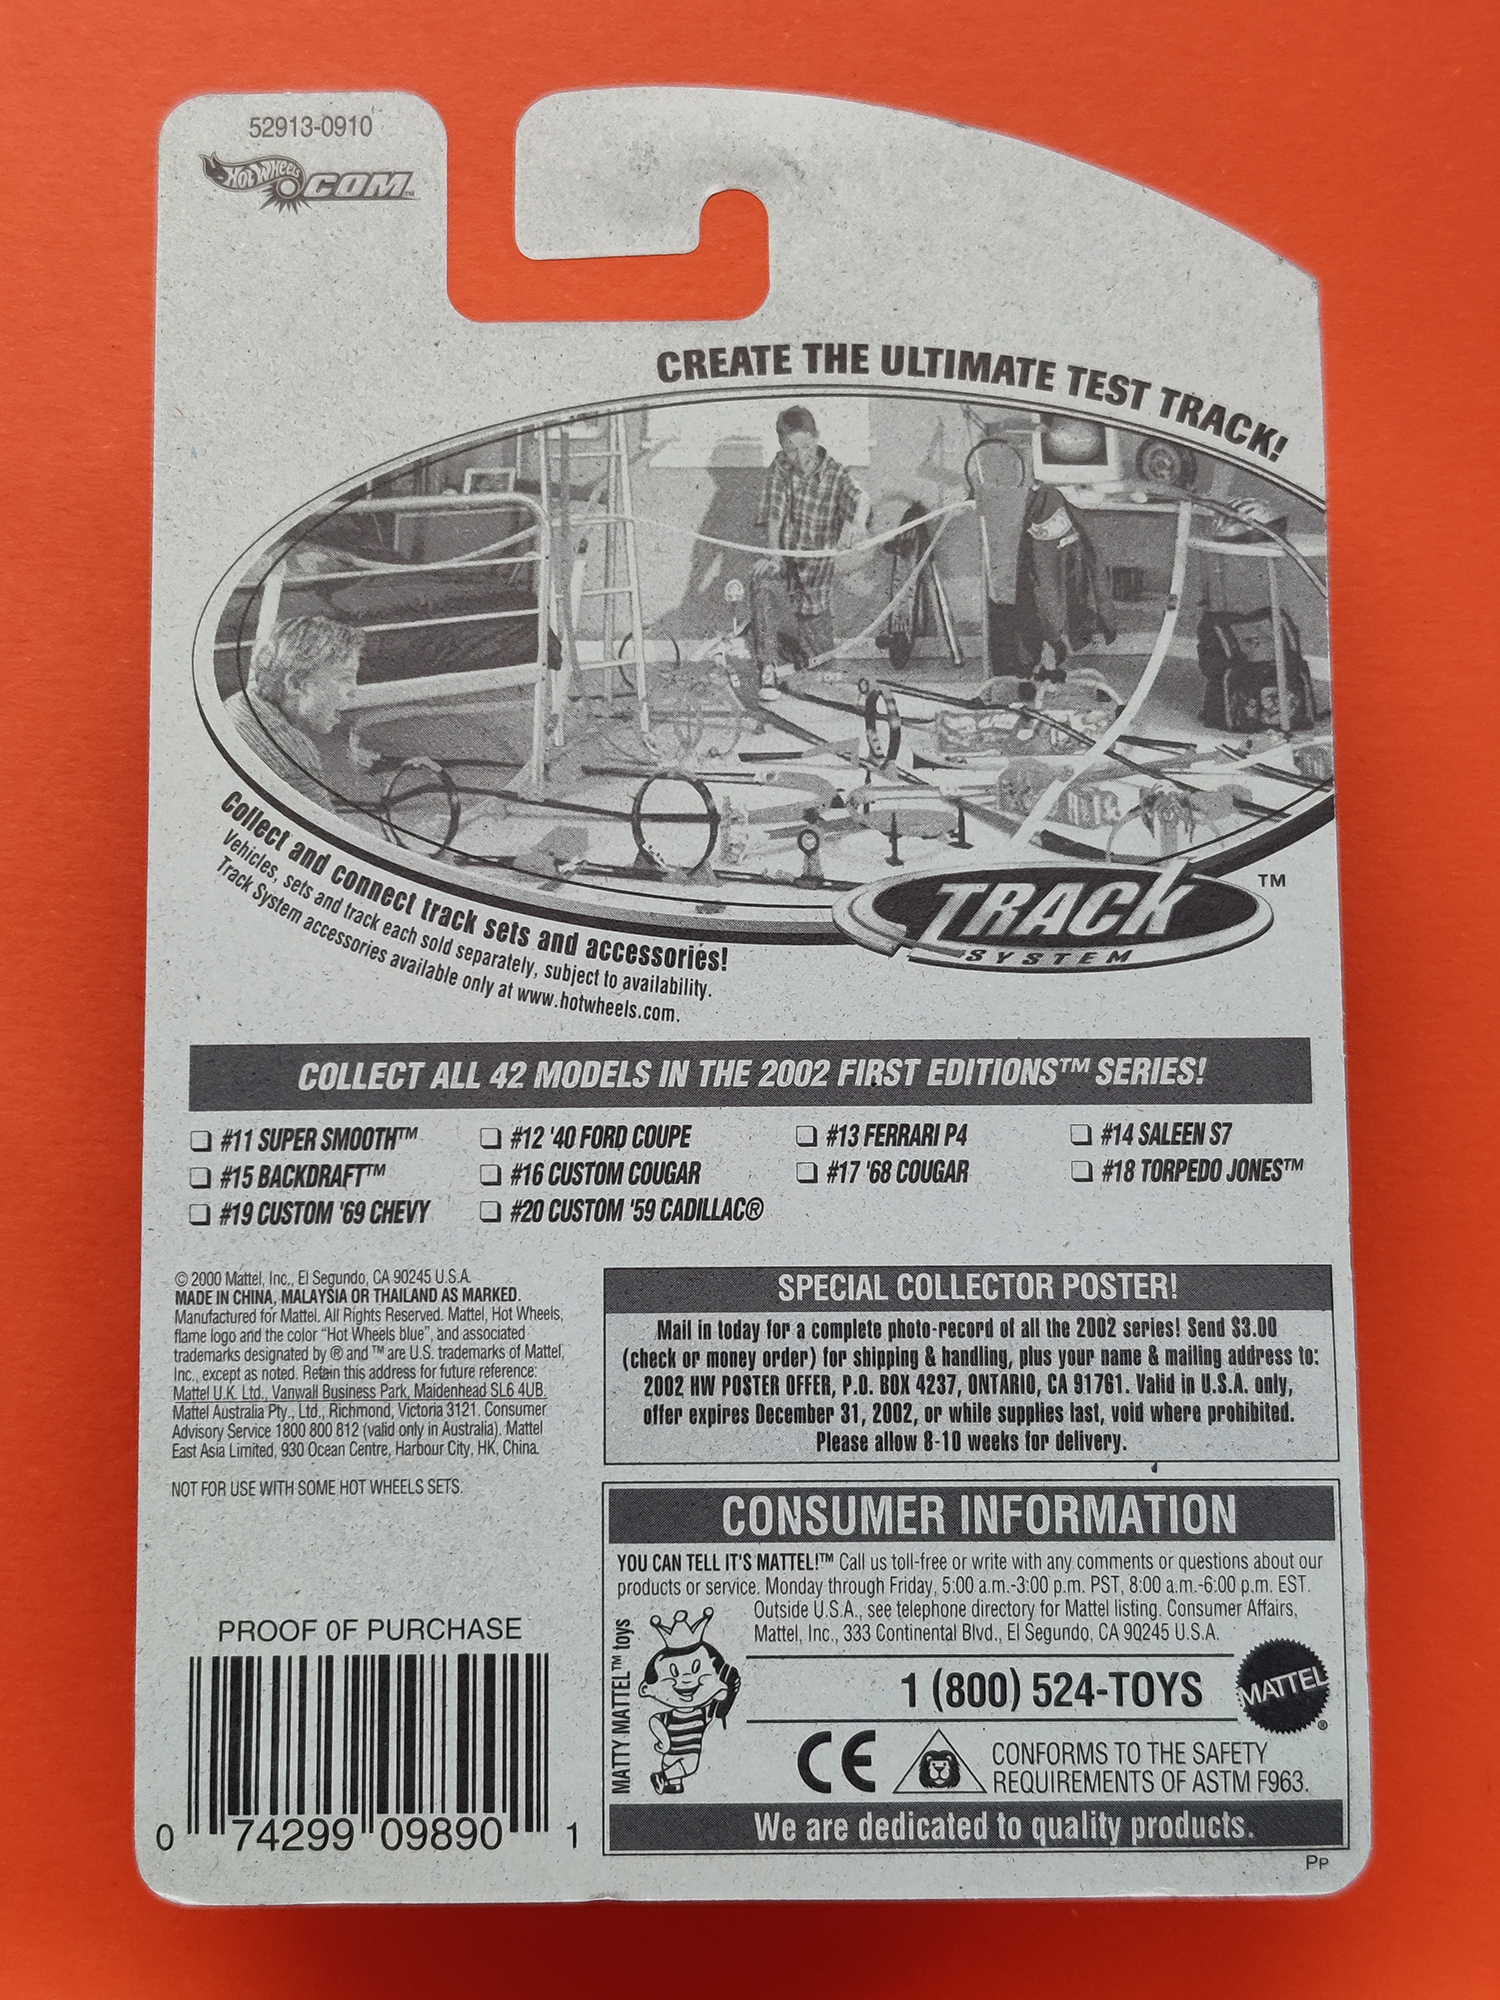 52913-0910
HOT WHEELS .COM™
CREATE THE ULTIMATE TEST TRACK!
Collect and connect track sets and accessories!
Vehicles, sets and track each sold separately, subject to availability.
Track System accessories available only at www.hotwheels.com.
TRACK ™
SYSTEM
COLLECT ALL 42 MODELS IN THE 2002 FIRST EDITIONS™ SERIES!
❏ #11 SUPER SMOOTH™ ❏ #12 '40 FORD COUPE ❏ #13 FERRARI P4 ❏ #14 SALEEN S7
❏ #15 BACKDRAFT™ ❏ #16 CUSTOM COUGAR ❏ #17 '68 COUGAR ❏ #18 TORPEDO JONES™
❏ #19 CUSTOM '69 CHEVY ❏ #20 CUSTOM '59 CADILLAC®
© 2000 Mattel, Inc., El Segundo, CA 90245 U.S.A.
MADE IN CHINA, MALAYSIA OR THAILAND AS MARKED.
Manufactured for Mattel. All Rights Reserved. Mattel, Hot Wheels,
flame logo and the color "Hot Wheels blue", and associated
trademarks designated by ® and ™ are U.S. trademarks of Mattel,
Inc., except as noted. Retain this address for future reference:
Mattel U.K. Ltd., Vanwall Business Park, Maidenhead SL6 4UB.
Mattel Australia Pty., Ltd., Richmond, Victoria 3121. Consumer
Advisory Service 1800 800 812 (valid only in Australia). Mattel
East Asia Limited, 930 Ocean Centre, Harbour City, HK, China.
NOT FOR USE WITH SOME HOT WHEELS SETS.
SPECIAL COLLECTOR POSTER!
Mail in today for a complete photo-record of all the 2002 series! Send $3.00
(check or money order) for shipping & handling, plus your name & mailing address to:
2002 HW POSTER OFFER, P.O. BOX 4237, ONTARIO, CA 91761. Valid in U.S.A. only,
offer expires December 31, 2002, or while supplies last, void where prohibited.
Please allow 8-10 weeks for delivery.
CONSUMER INFORMATION
YOU CAN TELL IT'S MATTEL!™ Call us toll-free or write with any comments or questions about our
products or service. Monday through Friday, 5:00 a.m.-3:00 p.m. PST, 8:00 a.m.-6:00 p.m. EST.
Outside U.S.A., see telephone directory for Mattel listing. Consumer Affairs,
Mattel, Inc., 333 Continental Blvd., El Segundo, CA 90245 U.S.A.
MATTY MATTEL™ toys
1 (800) 524-TOYS
MATTEL ®
CE
CONFORMS TO THE SAFETY
REQUIREMENTS OF ASTM F963.
We are dedicated to quality products.
PROOF OF PURCHASE
0 74299 09890 1
PP